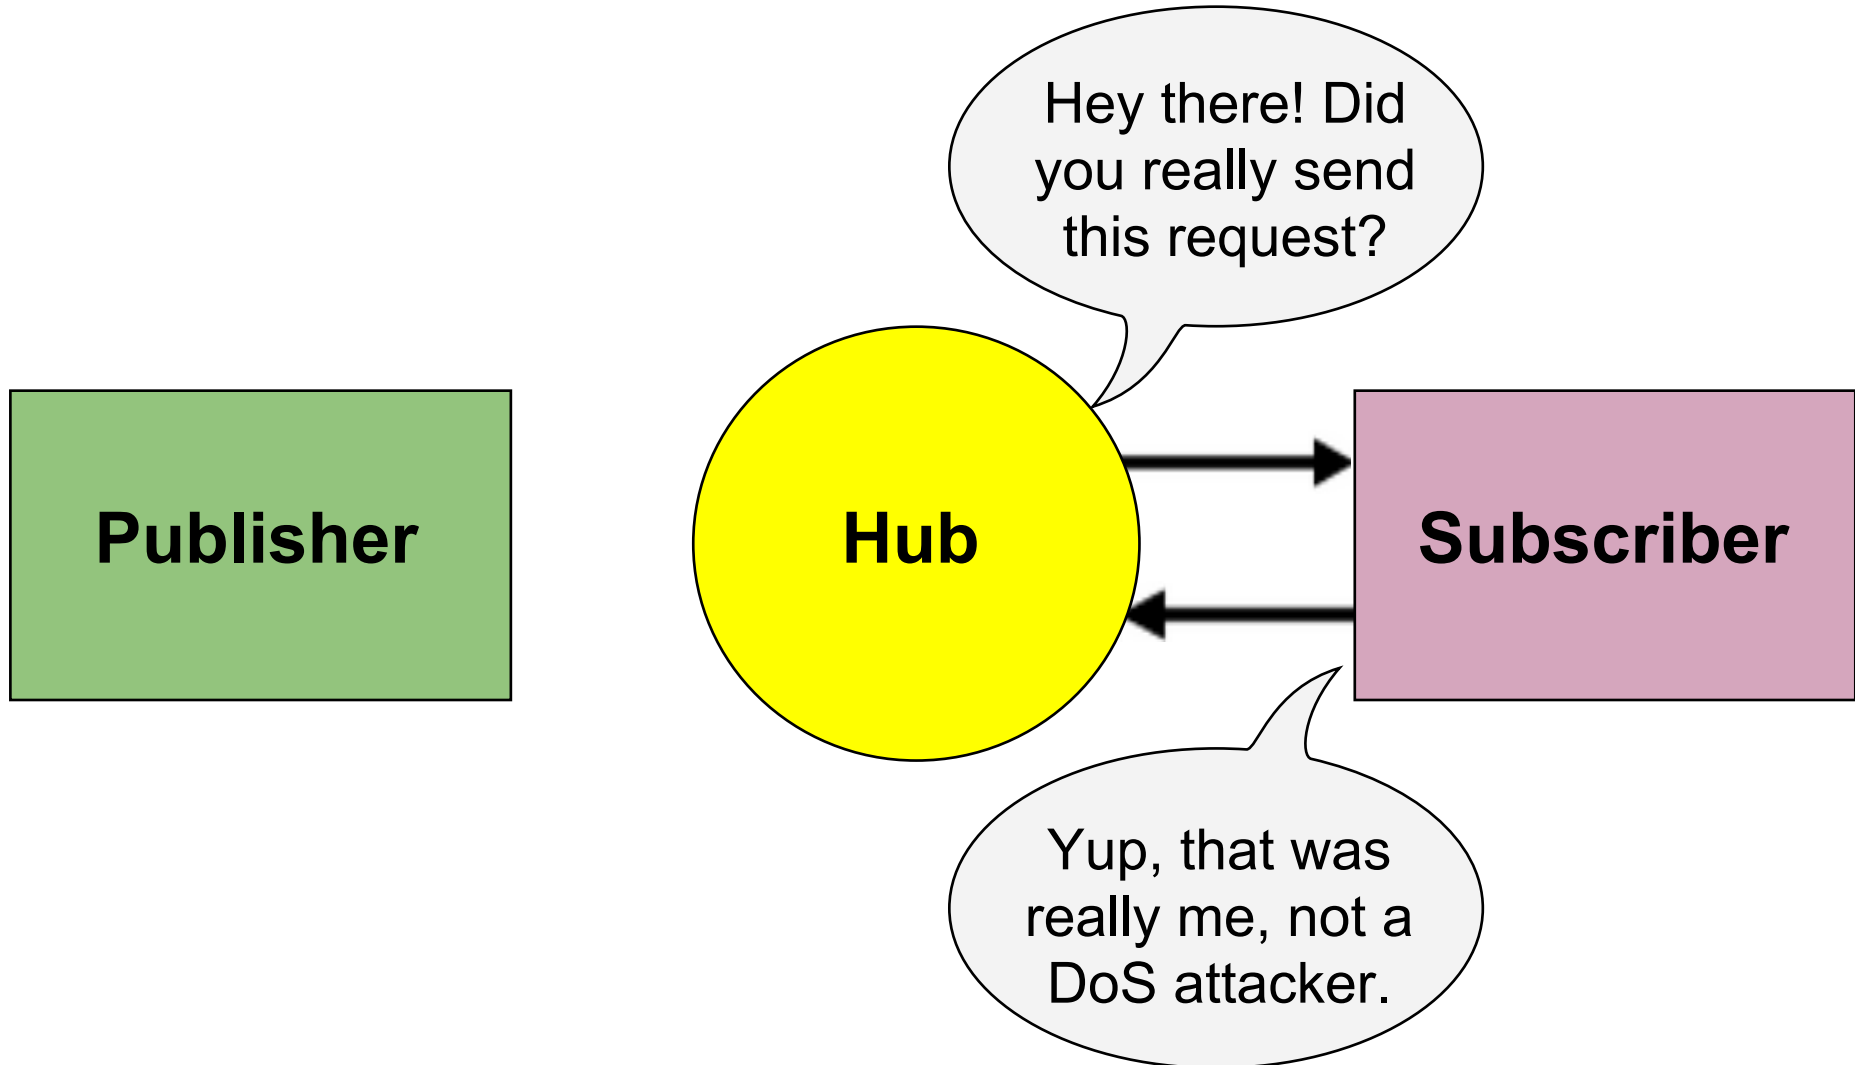 Hey there! Did
you really send
this request?
Publisher
Hub
Subscriber
Yup, that was
really me, not a
DoS attacker.